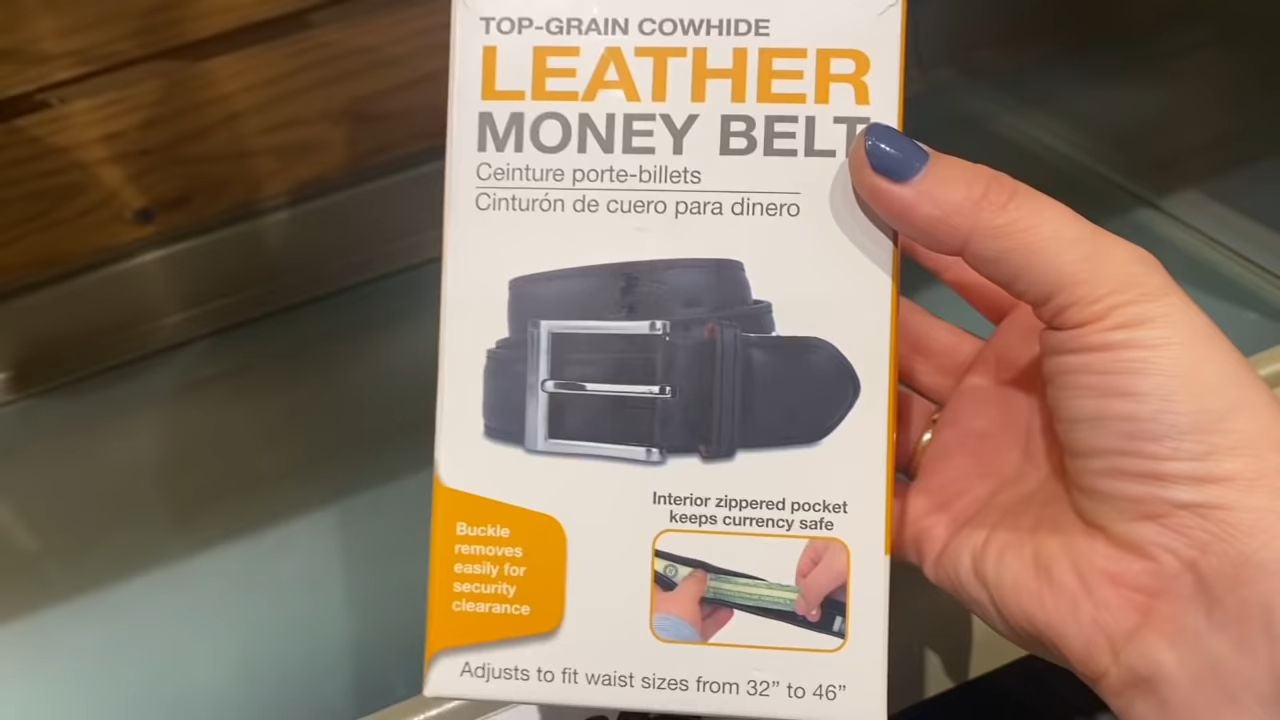 TOP-GRAIN COWHIDE
LEATHER
MONEY BELT
Ceinture porte-billets
Cinturón de cuero para dinero
Interior zippered pocket
keeps currency safe
Buckle
removes
easily for
security
clearance
Adjusts to fit waist sizes from 32” to 46”